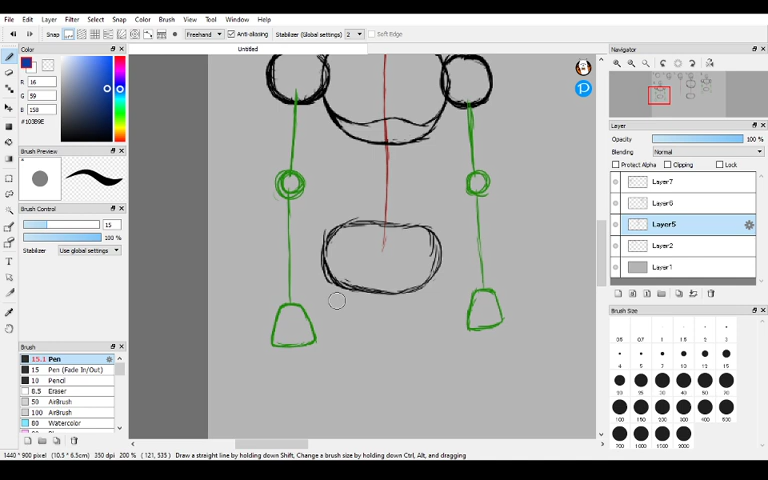 File Edit View Layer Snap Select Color Brush View Tool Window Help
Snap Freehand Anti-aliasing Stabilizer (Global settings) 2 Soft Edge
Untitled
Color
R 16
G 59
B 158
#103B9E
Brush Preview
Brush Control
15
100 %
Stabilizer Use global settings
Brush
15.1 Pen
15 Pen (Fade In/Out)
10 Pencil
8.5 Eraser
50 AirBrush
100 AirBrush
80 Watercolor
Navigator
Layer
Opacity 100 %
Blending Normal
Protect Alpha Clipping Lock
Layer7
Layer6
Layer5
Layer2
Layer1
Brush Size
1440 * 900 pixel (10.5 * 6.5cm) 350 dpi 200 % ( 121, 535) Draw a straight line by holding down Shift, Change a brush size by holding down Ctrl, Alt, and dragging